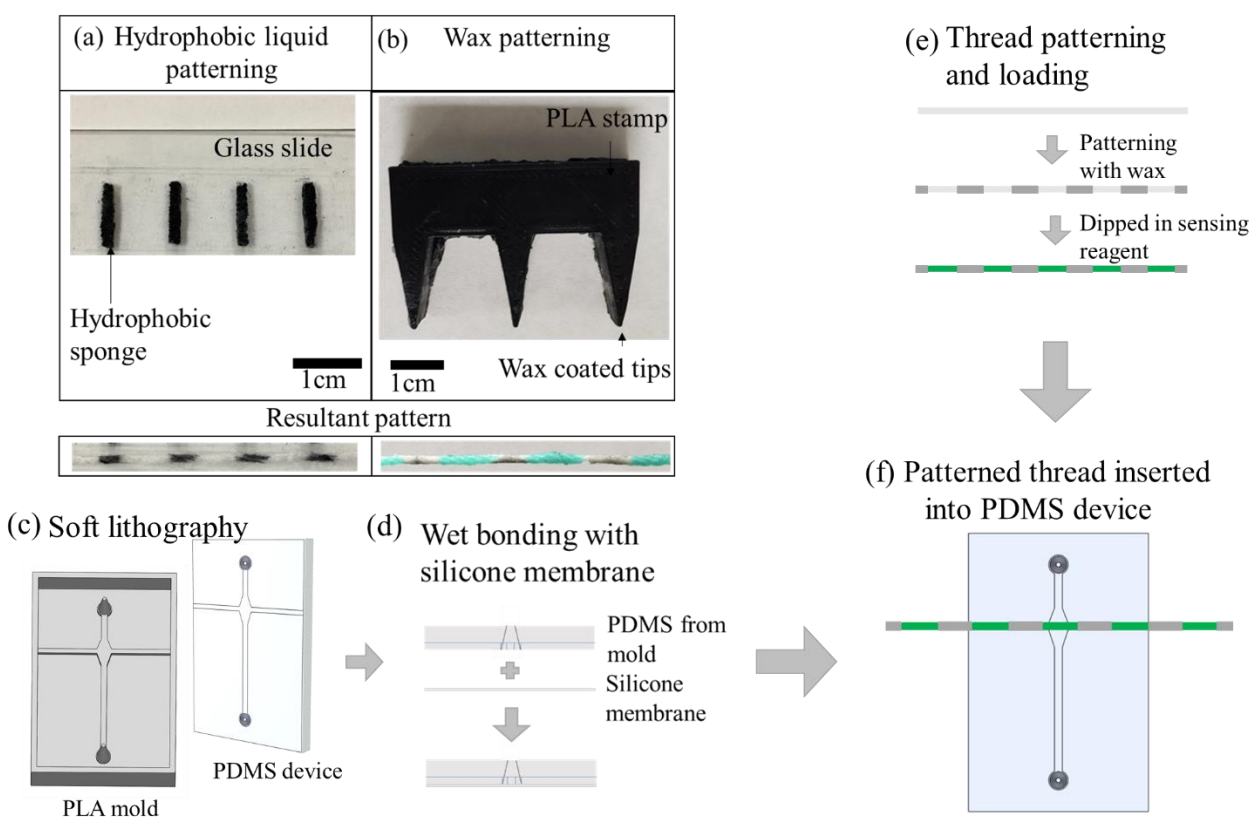 (a) Hydrophobic liquid
patterning
(b) Wax patterning
Glass slide
Hydrophobic
sponge
1cm
PLA stamp
Wax coated tips
1cm
Resultant pattern
(c) Soft lithography
PLA mold
PDMS device
(d) Wet bonding with
silicone membrane
PDMS from
mold
Silicone
membrane
(e) Thread patterning
and loading
Patterning
with wax
Dipped in sensing
reagent
(f) Patterned thread inserted
into PDMS device